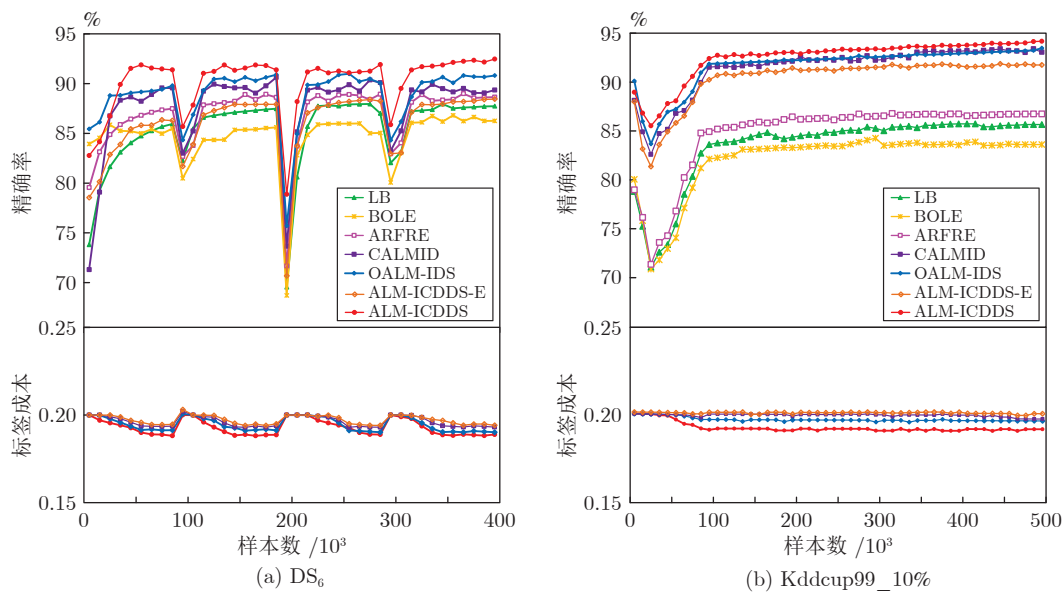 %
95
90
85
80
75
70
0.25
0.20
0.15
精确率
标签成本
LB
BOLE
ARFRE
CALMID
OALM-IDS
ALM-ICDDS-E
ALM-ICDDS
0 100 200 300 400
样本数 /10³
(a) DS₆
%
95
90
85
80
75
70
0.25
0.20
0.15
精确率
标签成本
LB
BOLE
ARFRE
CALMID
OALM-IDS
ALM-ICDDS-E
ALM-ICDDS
0 100 200 300 400 500
样本数 /10³
(b) Kddcup99_10%